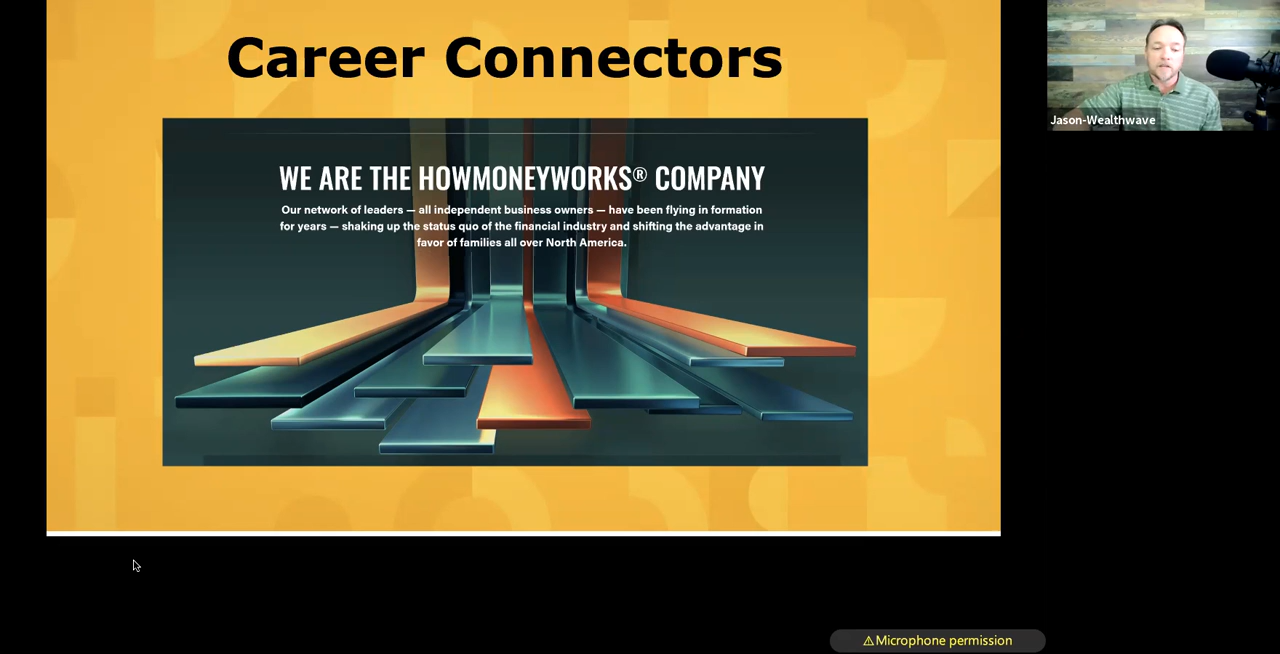 Career Connectors
WE ARE THE HOWMONEYWORKS® COMPANY
Our network of leaders — all independent business owners — have been flying in formation
for years — shaking up the status quo of the financial industry and shifting the advantage in
favor of families all over North America.
Jason-Wealthwave
⚠Microphone permission